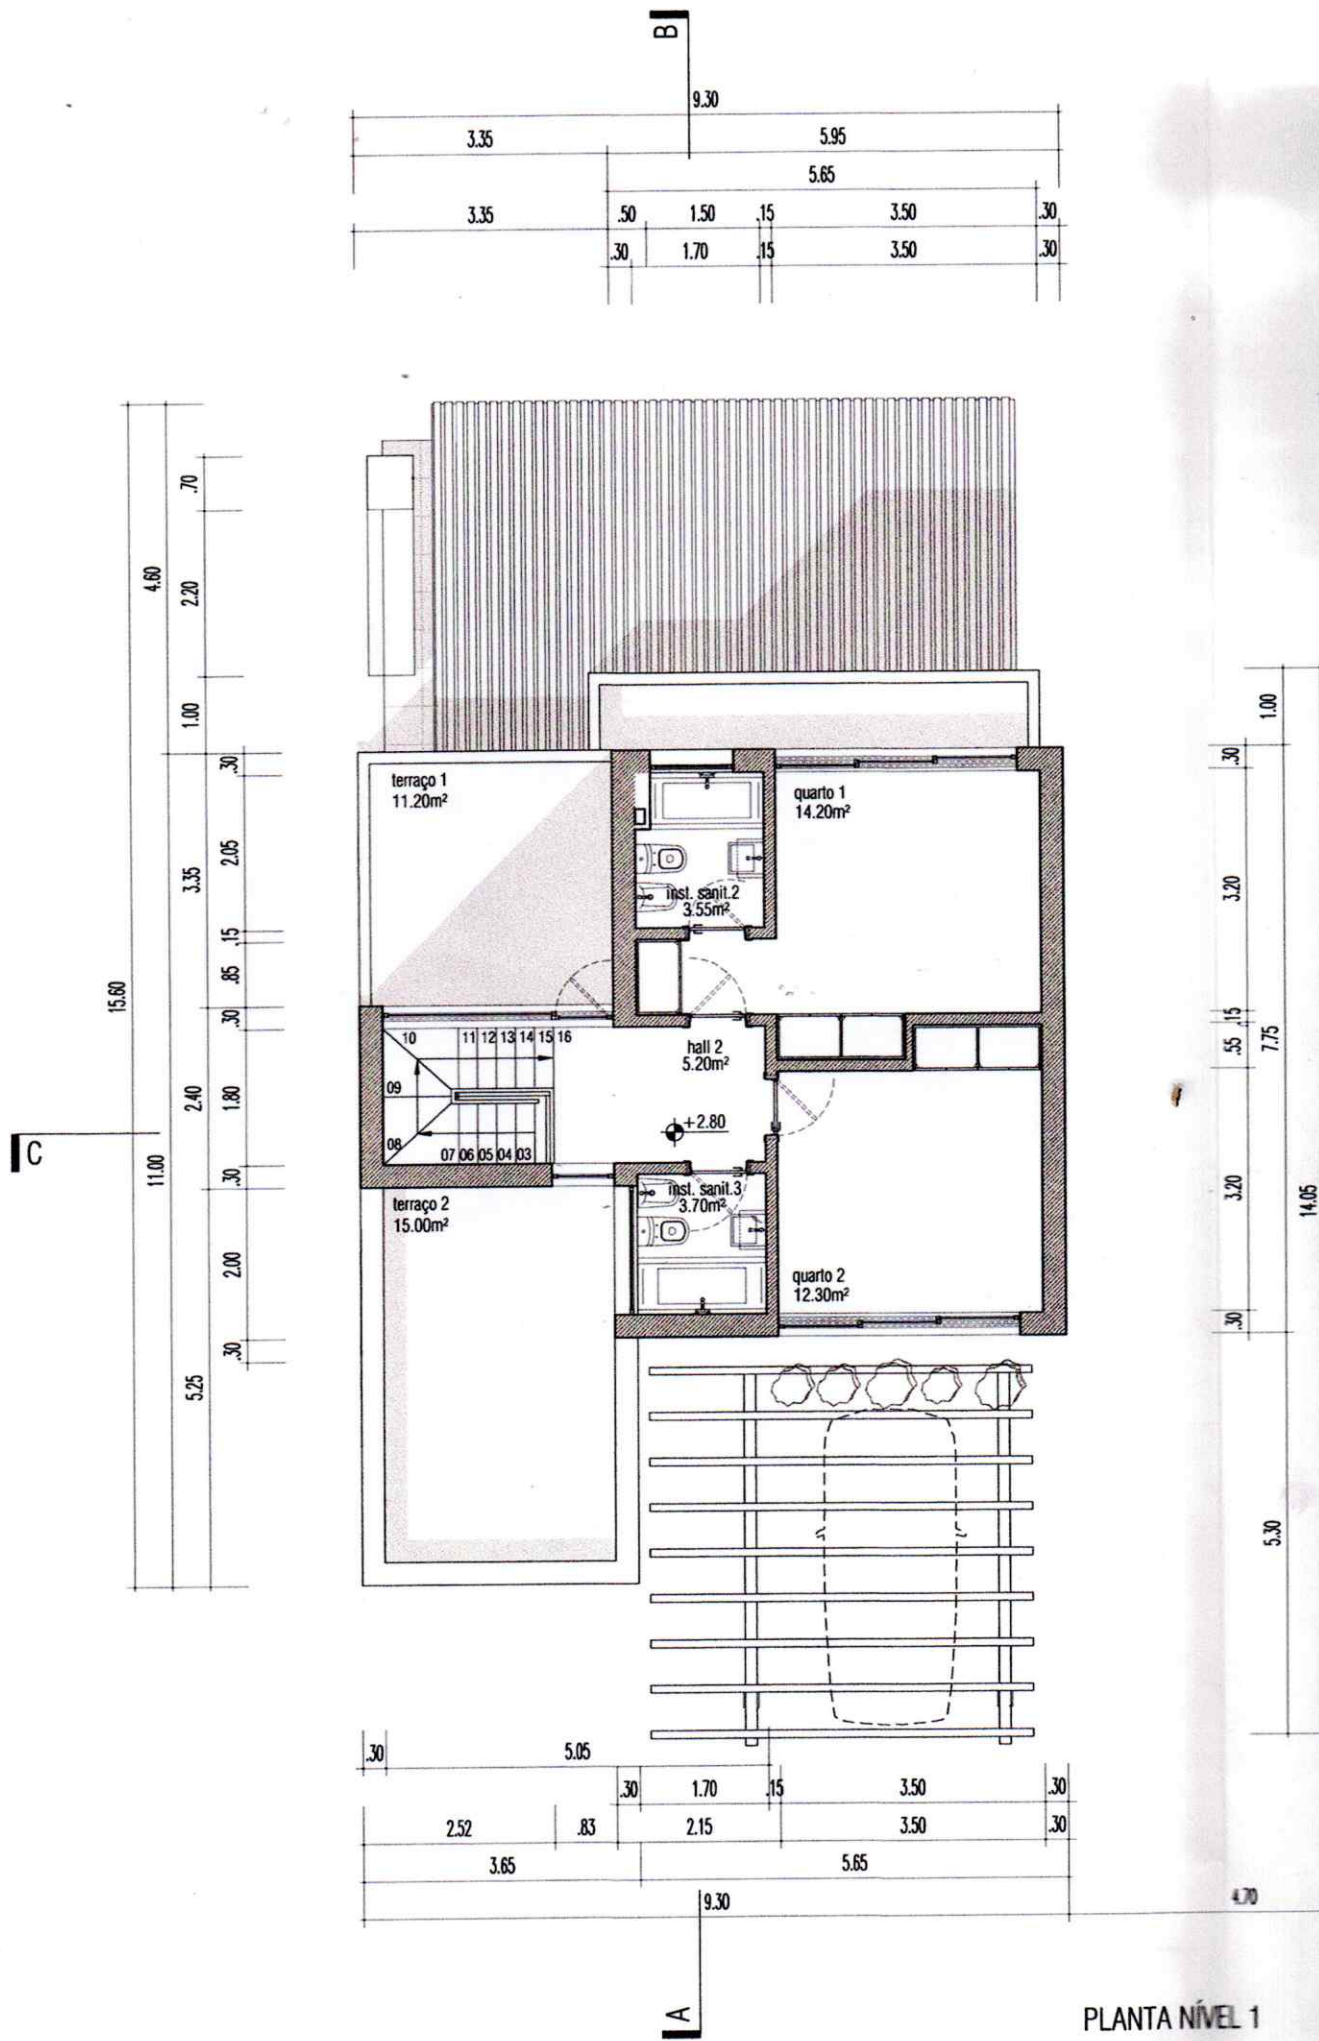 B
9.30
3.35 5.95
5.65
3.35 .50 1.50 .15 3.50 .30
.30 1.70 .15 3.50 .30
15.60
4.60
11.00
.70
2.20
1.00
3.35
2.40
5.25
.30
2.05
.15
.85
.30
1.80
.30
2.00
.30
terraço 1
11.20m²
quarto 1
14.20m²
inst. sanit.2
3.55m²
10 11 12 13 14 15 16
09
08
07 06 05 04 03
hall 2
5.20m²
+2.80
C
terraço 2
15.00m²
inst. sanit.3
3.70m²
quarto 2
12.30m²
1.00
.30
3.20
.15
.55
3.20
.30
7.75
5.30
14.05
.30 5.05
.30 1.70 .15 3.50 .30
2.52 .83 2.15 3.50 .30
3.65 5.65
9.30 4.70
A
PLANTA NÍVEL 1